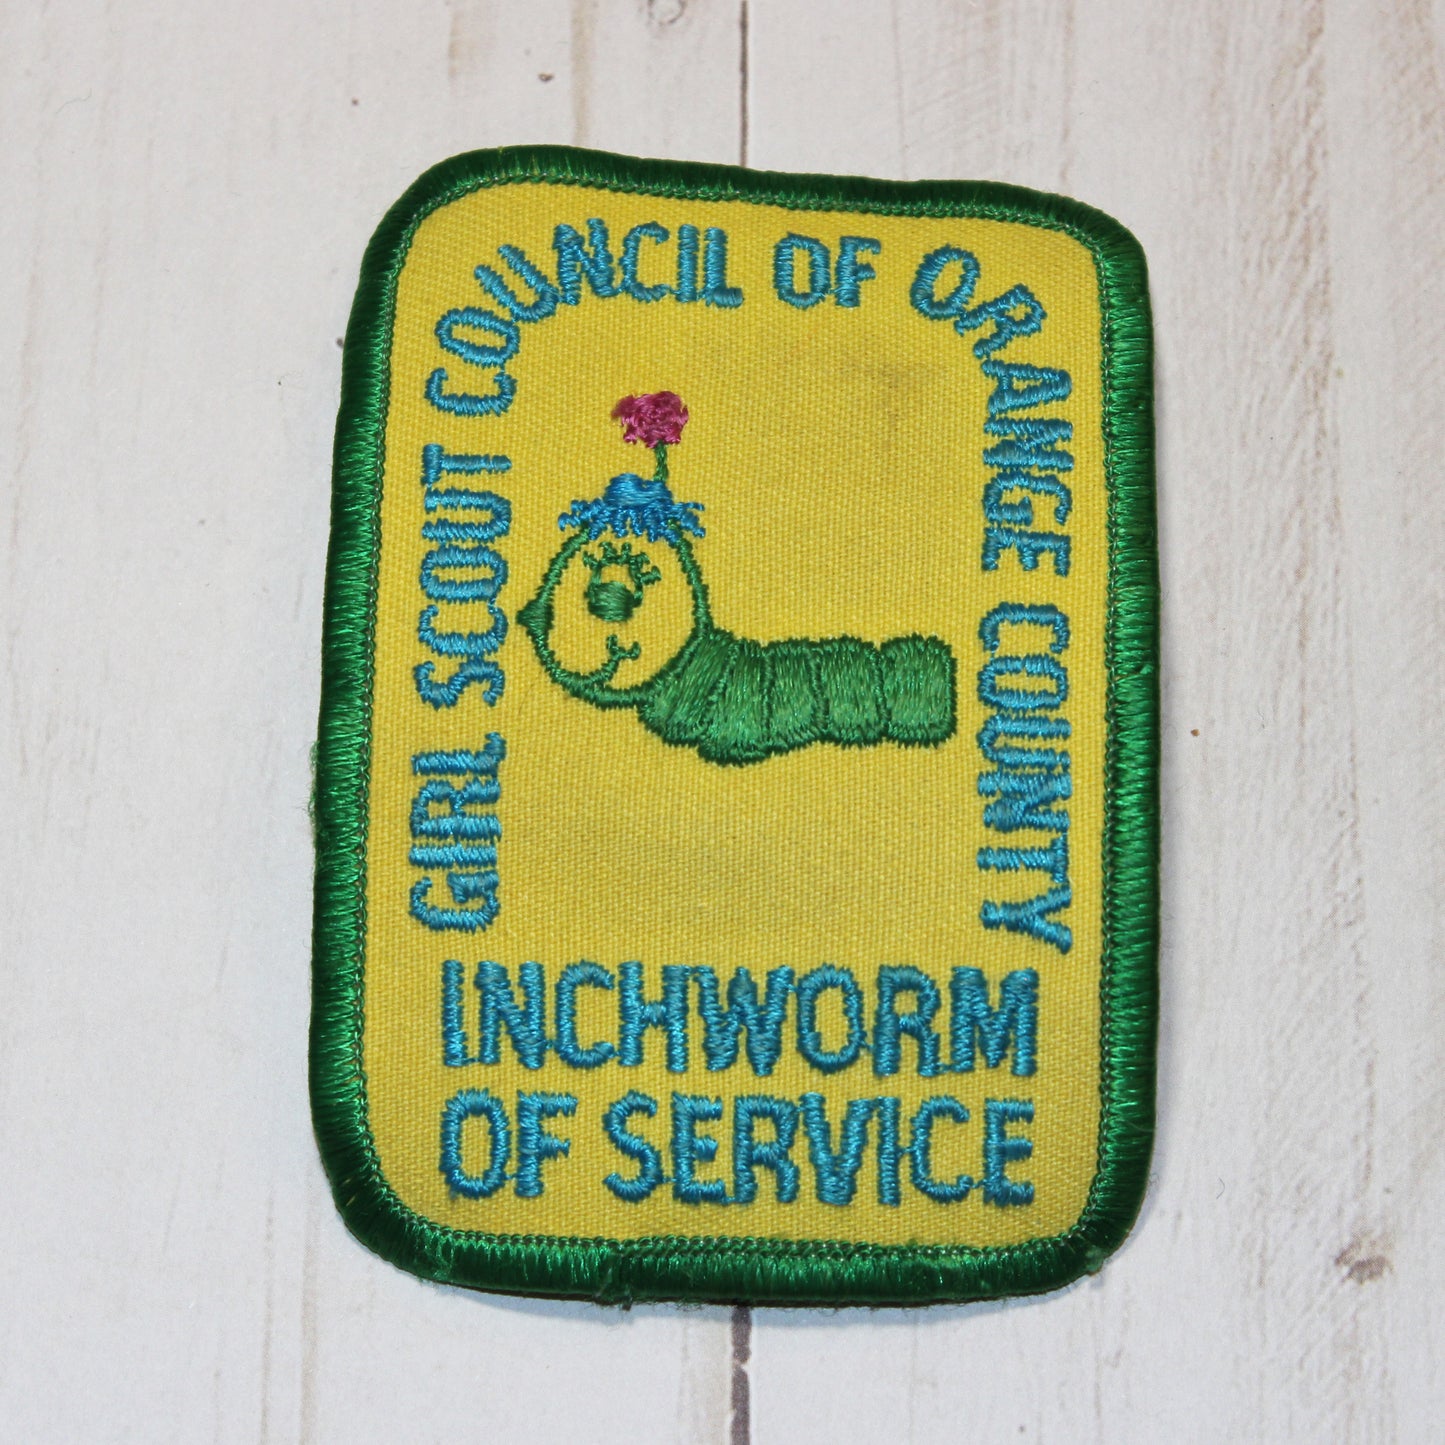 GIRL SCOUT COUNCIL OF ORANGE COUNTY
INCHWORM
OF SERVICE